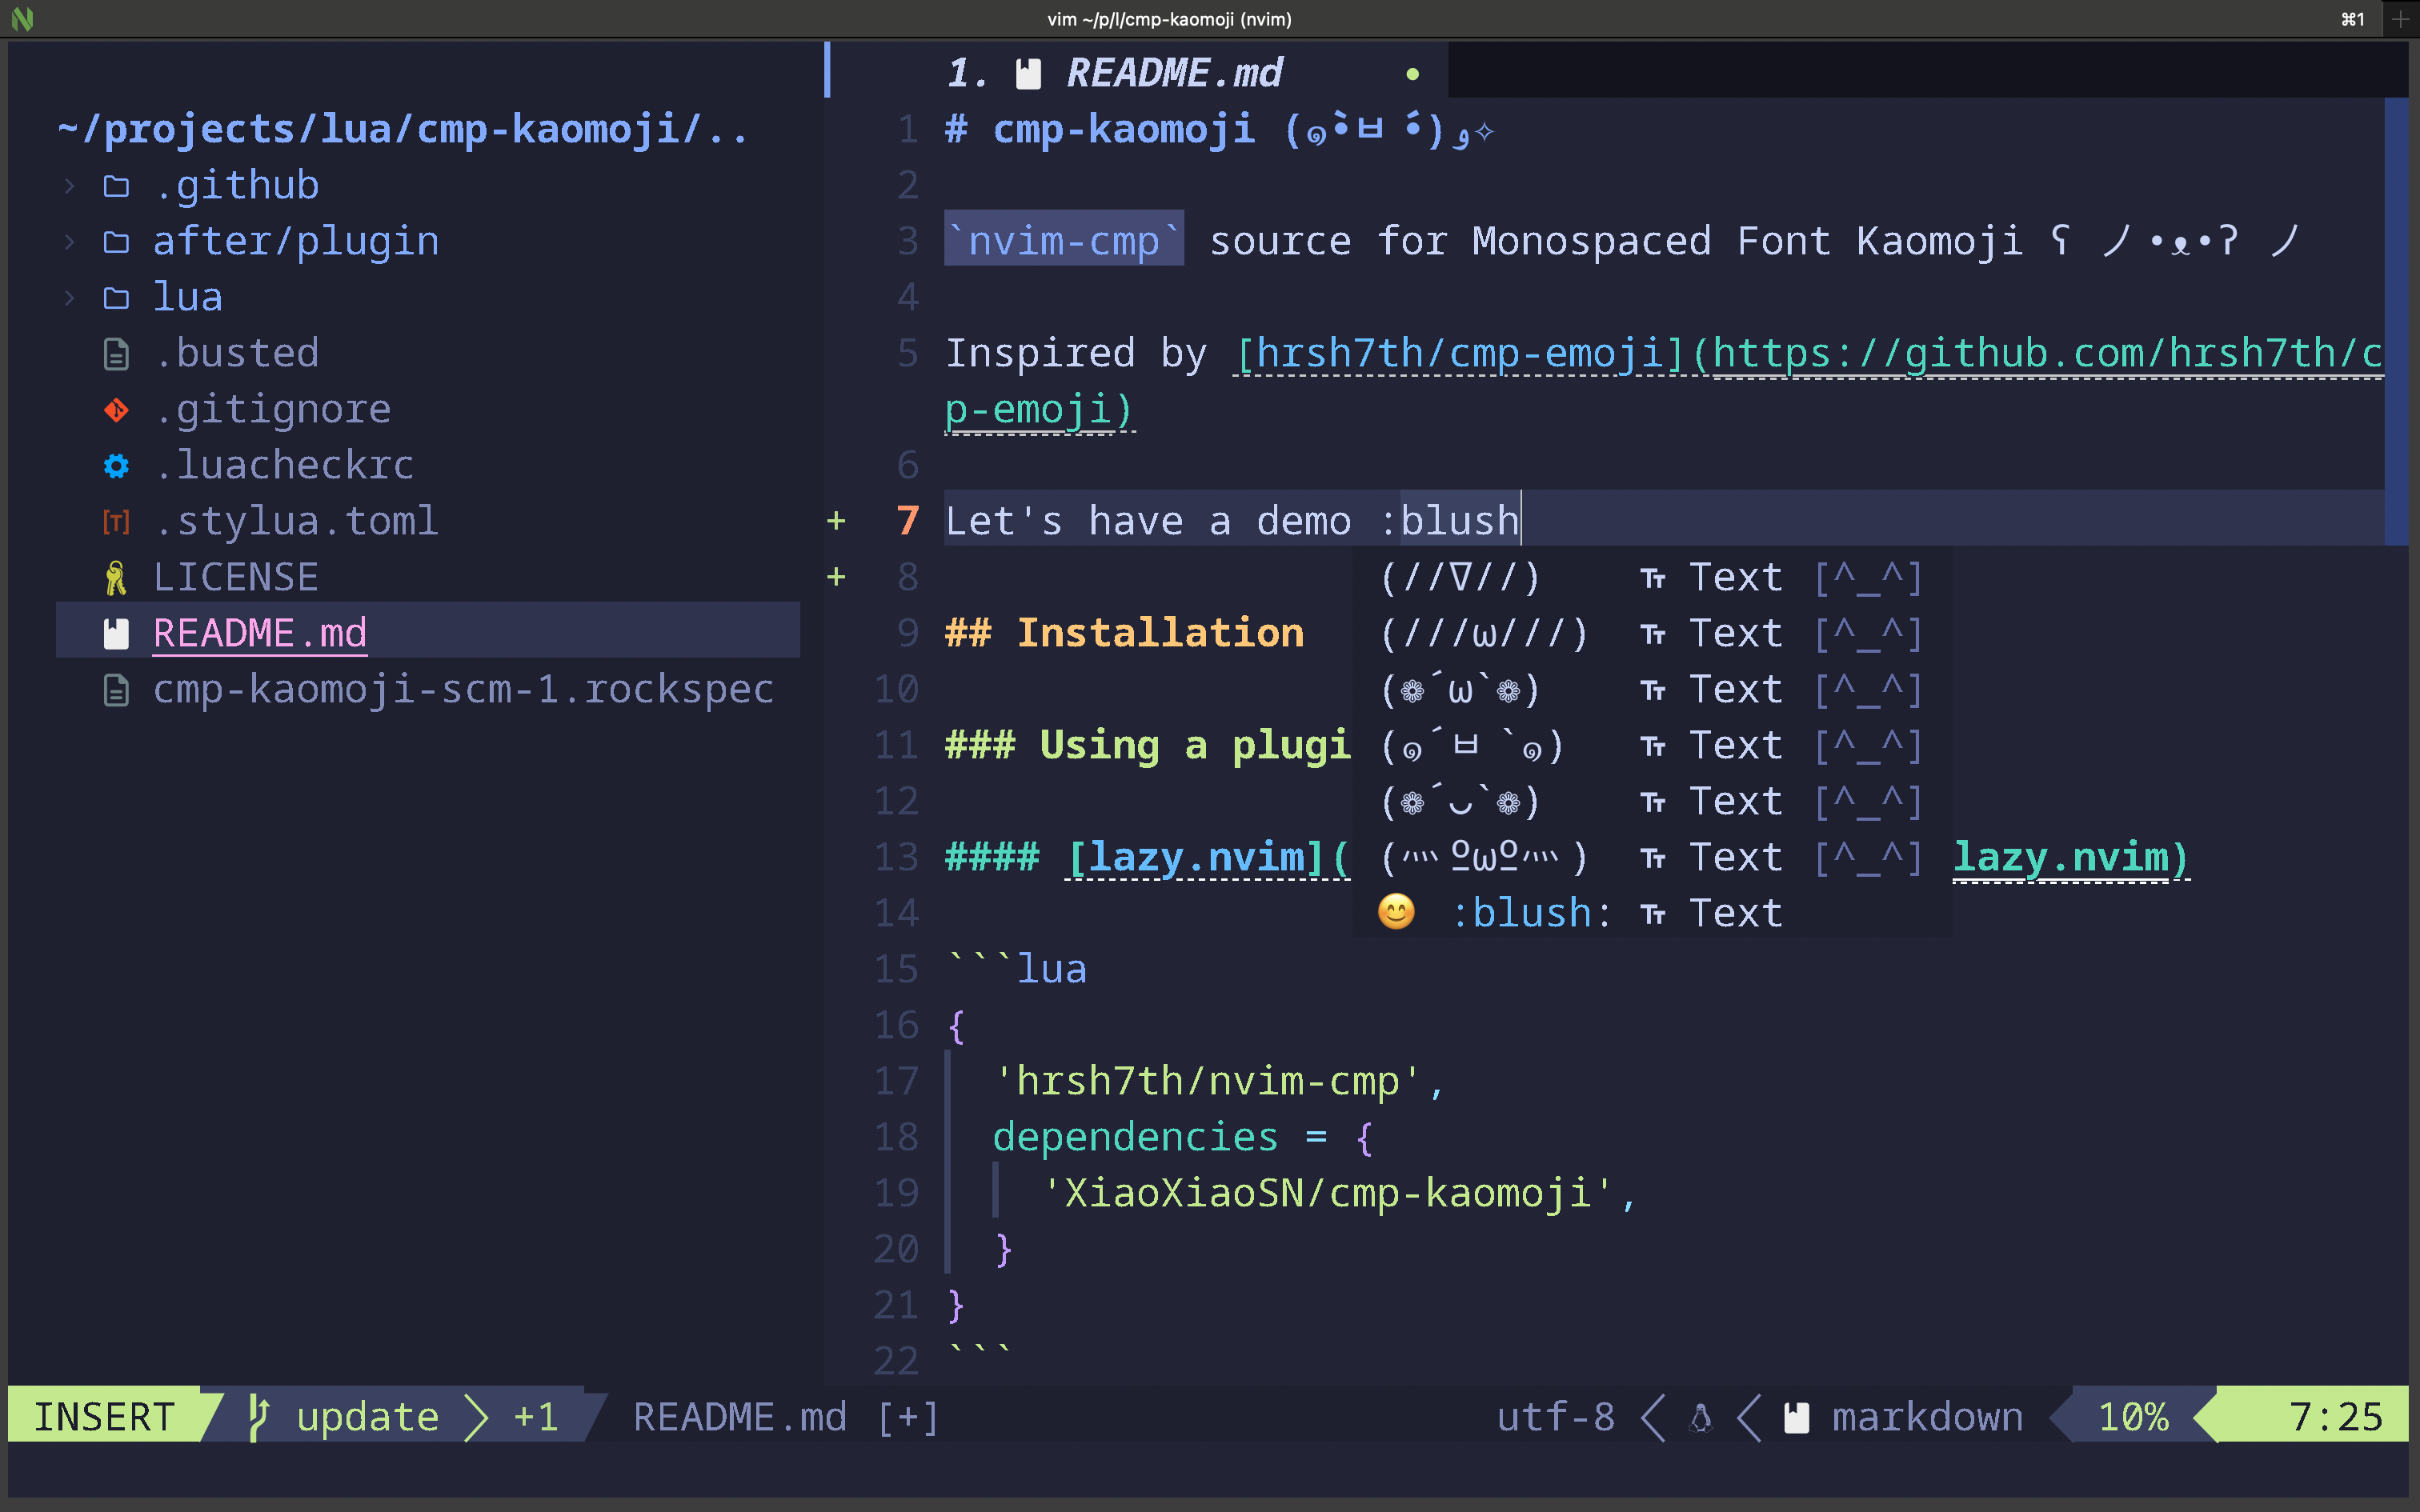 vim ~/p/l/cmp-kaomoji (nvim)
⌘1
~/projects/lua/cmp-kaomoji/..
.github
after/plugin
lua
.busted
.gitignore
.luacheckrc
.stylua.toml
LICENSE
README.md
cmp-kaomoji-scm-1.rockspec
1. README.md
1 # cmp-kaomoji (๑•̀ㅂ•́)و✧
2
3 `nvim-cmp` source for Monospaced Font Kaomoji ʕ ノ•ᴥ•ʔ ノ
4
5 Inspired by [hrsh7th/cmp-emoji](https://github.com/hrsh7th/c
p-emoji)
6
+ 7 Let's have a demo :blush
+ 8
(//∇//) Text [^_^]
9 ## Installation (///ω///) Text [^_^]
10 (❁´ω`❁) Text [^_^]
11 ### Using a plugi (๑´ㅂ`๑) Text [^_^]
12 (❁´◡`❁) Text [^_^]
13 #### [lazy.nvim]( (⁄⁄ºωº⁄⁄) Text [^_^] lazy.nvim)
14 😊 :blush: Text
15 ```lua
16 {
17 'hrsh7th/nvim-cmp',
18 dependencies = {
19 'XiaoXiaoSN/cmp-kaomoji',
20 }
21 }
22 ```
INSERT update +1 README.md [+] utf-8 markdown 10% 7:25